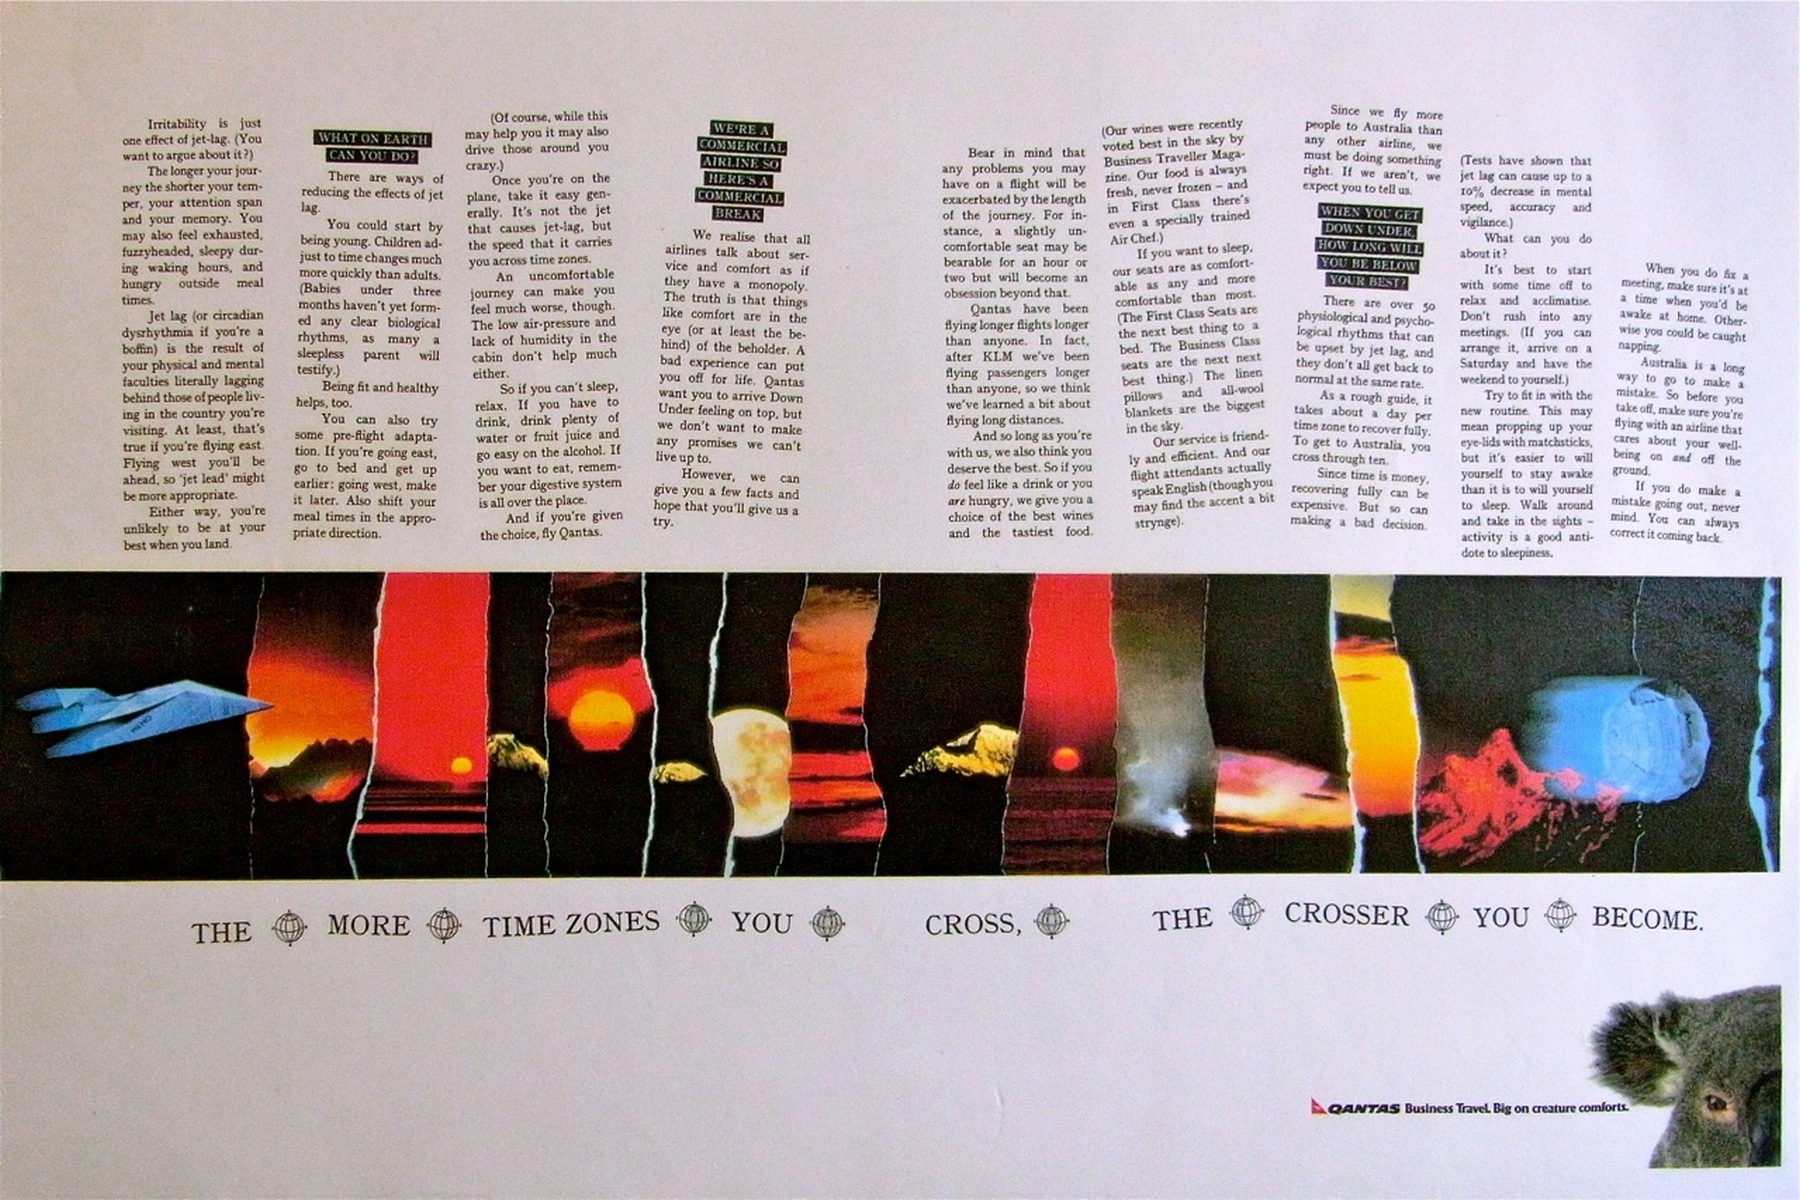 Irritability is just
one effect of jet-lag. (You
want to argue about it?)
The longer your jour-
ney the shorter your tem-
per, your attention span
and your memory. You
may also feel exhausted,
fuzzyheaded, sleepy dur-
ing waking hours, and
hungry outside meal
times.
Jet lag (or circadian
dysrhythmia if you're a
boffin) is the result of
your physical and mental
faculties literally lagging
behind those of people liv-
ing in the country you're
visiting. At least, that's
true if you're flying east.
Flying west you'll be
ahead, so 'jet lead' might
be more appropriate.
Either way, you're
unlikely to be at your
best when you land.
WHAT ON EARTH
CAN YOU DO?
There are ways of
reducing the effects of jet
lag.
You could start by
being young. Children ad-
just to time changes much
more quickly than adults.
(Babies under three
months haven't yet form-
ed any clear biological
rhythms, as many a
sleepless parent will
testify.)
Being fit and healthy
helps, too.
You can also try
some pre-flight adapta-
tion. If you're going east,
go to bed and get up
earlier: going west, make
it later. Also shift your
meal times in the appro-
priate direction.
(Of course, while this
may help you it may also
drive those around you
crazy.)
Once you're on the
plane, take it easy gen-
erally. It's not the jet
that causes jet-lag, but
the speed that it carries
you across time zones.
An uncomfortable
journey can make you
feel much worse, though.
The low air-pressure and
lack of humidity in the
cabin don't help much
either.
So if you can't sleep,
relax. If you have to
drink, drink plenty of
water or fruit juice and
go easy on the alcohol. If
you want to eat, remem-
ber your digestive system
is all over the place.
And if you're given
the choice, fly Qantas.
WE'RE A
COMMERCIAL
AIRLINE SO
HERE'S A
COMMERCIAL
BREAK
We realise that all
airlines talk about ser-
vice and comfort as if
they have a monopoly.
The truth is that things
like comfort are in the
eye (or at least the be-
hind) of the beholder. A
bad experience can put
you off for life. Qantas
want you to arrive Down
Under feeling on top, but
we don't want to make
any promises we can't
live up to.
However, we can
give you a few facts and
hope that you'll give us a
try.
Bear in mind that
any problems you may
have on a flight will be
exacerbated by the length
of the journey. For in-
stance, a slightly un-
comfortable seat may be
bearable for an hour or
two but will become an
obsession beyond that.
Qantas have been
flying longer flights longer
than anyone. In fact,
after KLM we've been
flying passengers longer
than anyone, so we think
we've learned a bit about
flying long distances.
And so long as you're
with us, we also think you
deserve the best. So if you
do feel like a drink or you
are hungry, we give you a
choice of the best wines
and the tastiest food.
(Our wines were recently
voted best in the sky by
Business Traveller Maga-
zine. Our food is always
fresh, never frozen – and
in First Class there's
even a specially trained
Air Chef.)
If you want to sleep,
our seats are as comfort-
able as any and more
comfortable than most.
(The First Class Seats are
the next best thing to a
bed. The Business Class
seats are the next next
best thing.) The linen
pillows and all-wool
blankets are the biggest
in the sky.
Our service is friend-
ly and efficient. And our
flight attendants actually
speak English (though you
may find the accent a bit
strynge).
Since we fly more
people to Australia than
any other airline, we
must be doing something
right. If we aren't, we
expect you to tell us.
WHEN YOU GET
DOWN UNDER,
HOW LONG WILL
YOU BE BELOW
YOUR BEST?
There are over 50
physiological and psycho-
logical rhythms that can
be upset by jet lag, and
they don't all get back to
normal at the same rate.
As a rough guide, it
takes about a day per
time zone to recover fully.
To get to Australia, you
cross through ten.
Since time is money,
recovering fully can be
expensive. But so can
making a bad decision.
(Tests have shown that
jet lag can cause up to a
10% decrease in mental
speed, accuracy and
vigilance.)
What can you do
about it?
It's best to start
with some time off to
relax and acclimatise.
Don't rush into any
meetings. (If you can
arrange it, arrive on a
Saturday and have the
weekend to yourself.)
Try to fit in with the
new routine. This may
mean propping up your
eye-lids with matchsticks,
but it's easier to will
yourself to stay awake
than it is to will yourself
to sleep. Walk around
and take in the sights –
activity is a good anti-
dote to sleepiness.
When you do fix a
meeting, make sure it's at
a time when you'd be
awake at home. Other-
wise you could be caught
napping.
Australia is a long
way to go to make a
mistake. So before you
take off, make sure you're
flying with an airline that
cares about your well-
being on and off the
ground.
If you do make a
mistake going out, never
mind. You can always
correct it coming back.
THE MORE TIME ZONES YOU CROSS, THE CROSSER YOU BECOME.
QANTAS Business Travel. Big on creature comforts.